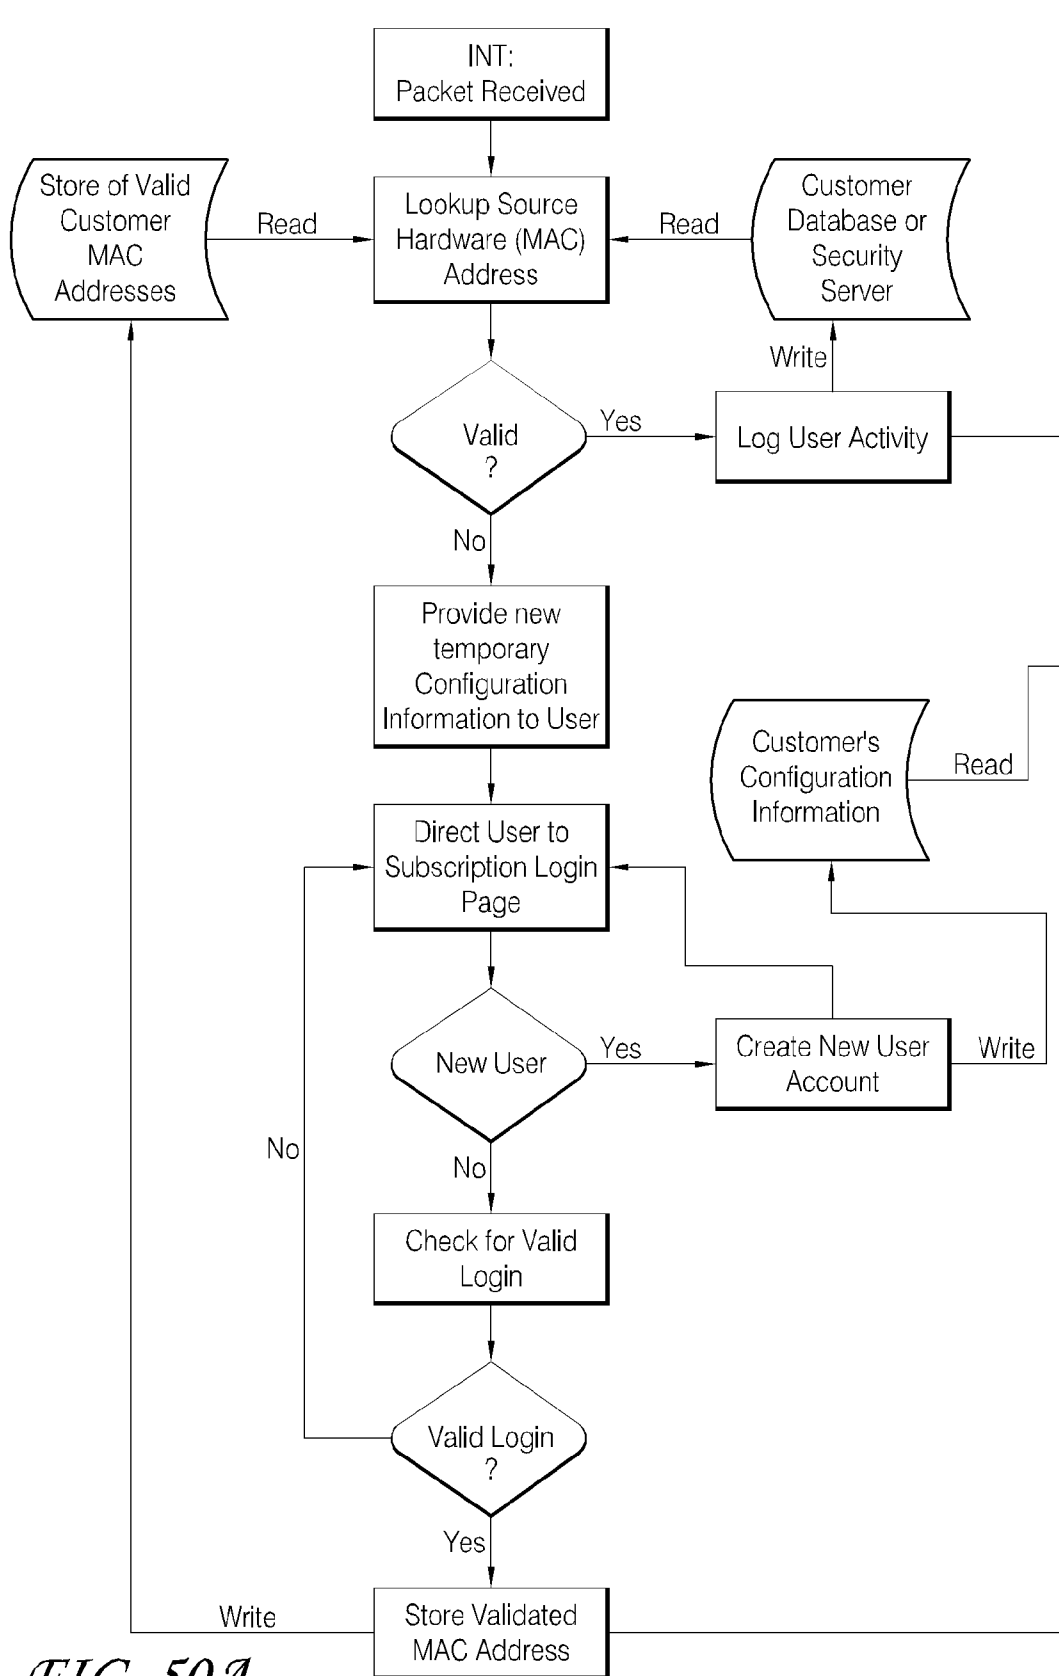 INT:
Packet Received
Store of Valid
Customer
MAC
Addresses
Read
Lookup Source
Hardware (MAC)
Address
Read
Customer
Database or
Security
Server
Write
Valid
?
Yes
Log User Activity
No
Provide new
temporary
Configuration
Information to User
Customer's
Configuration
Information
Read
Direct User to
Subscription Login
Page
New User
Yes
Create New User
Account
Write
No
No
Check for Valid
Login
Valid Login
?
Yes
Write
Store Validated
MAC Address
FIG. 50A